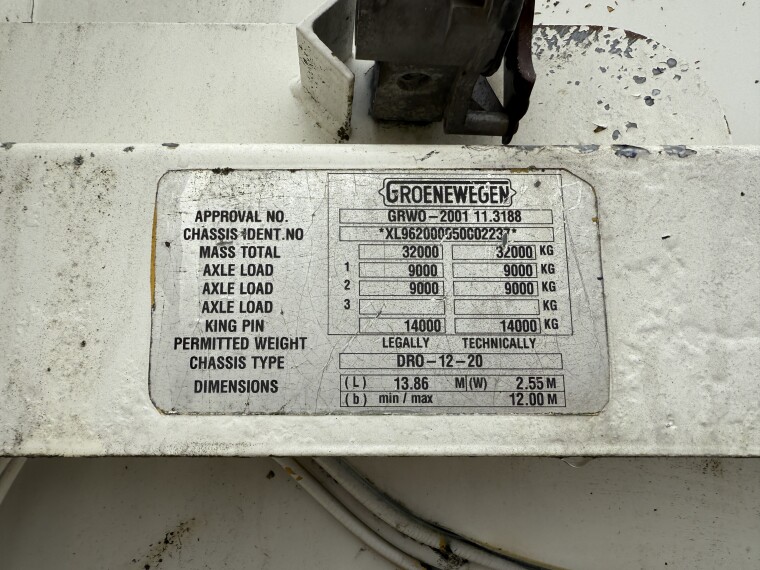 GROENEWEGEN
APPROVAL NO. GRWO-2001 11.3188
CHASSIS IDENT.NO
MASS TOTAL 32000 32000 KG
AXLE LOAD 1 9000 9000 KG
AXLE LOAD 2 9000 9000 KG
AXLE LOAD 3 KG
KING PIN 14000 14000 KG
PERMITTED WEIGHT LEGALLY TECHNICALLY
CHASSIS TYPE DRO-12-20
DIMENSIONS (L) 13.86 M (W) 2.55 M
(b) min / max 12.00 M